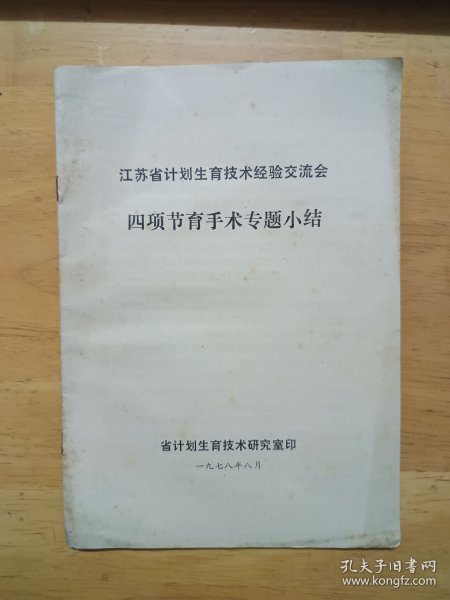 江苏省计划生育技术经验交流会
四项节育手术专题小结
省计划生育技术研究室印
一九七八年八月
孔夫子旧书网
www.kongfz.com